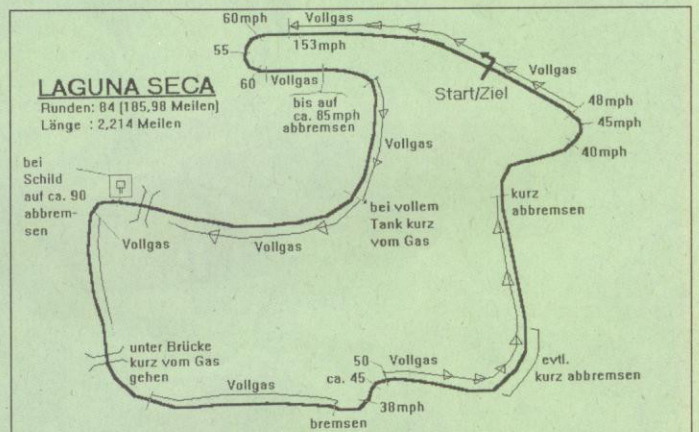 60mph
Vollgas
153mph
55
60
Vollgas
LAGUNA SECA
Runden: 84 (185,98 Meilen)
Länge : 2,214 Meilen
bis auf
ca. 85mph
abbremsen
Start/Ziel
Vollgas
48mph
45mph
40mph
Vollgas
bei
Schild
auf ca. 90
abbrem-
sen
Vollgas
Vollgas
bei vollem
Tank kurz
vom Gas
kurz
abbremsen
unter Brücke
kurz vom Gas
gehen
Vollgas
50
Vollgas
ca. 45
38mph
bremsen
evtl.
kurz abbremsen